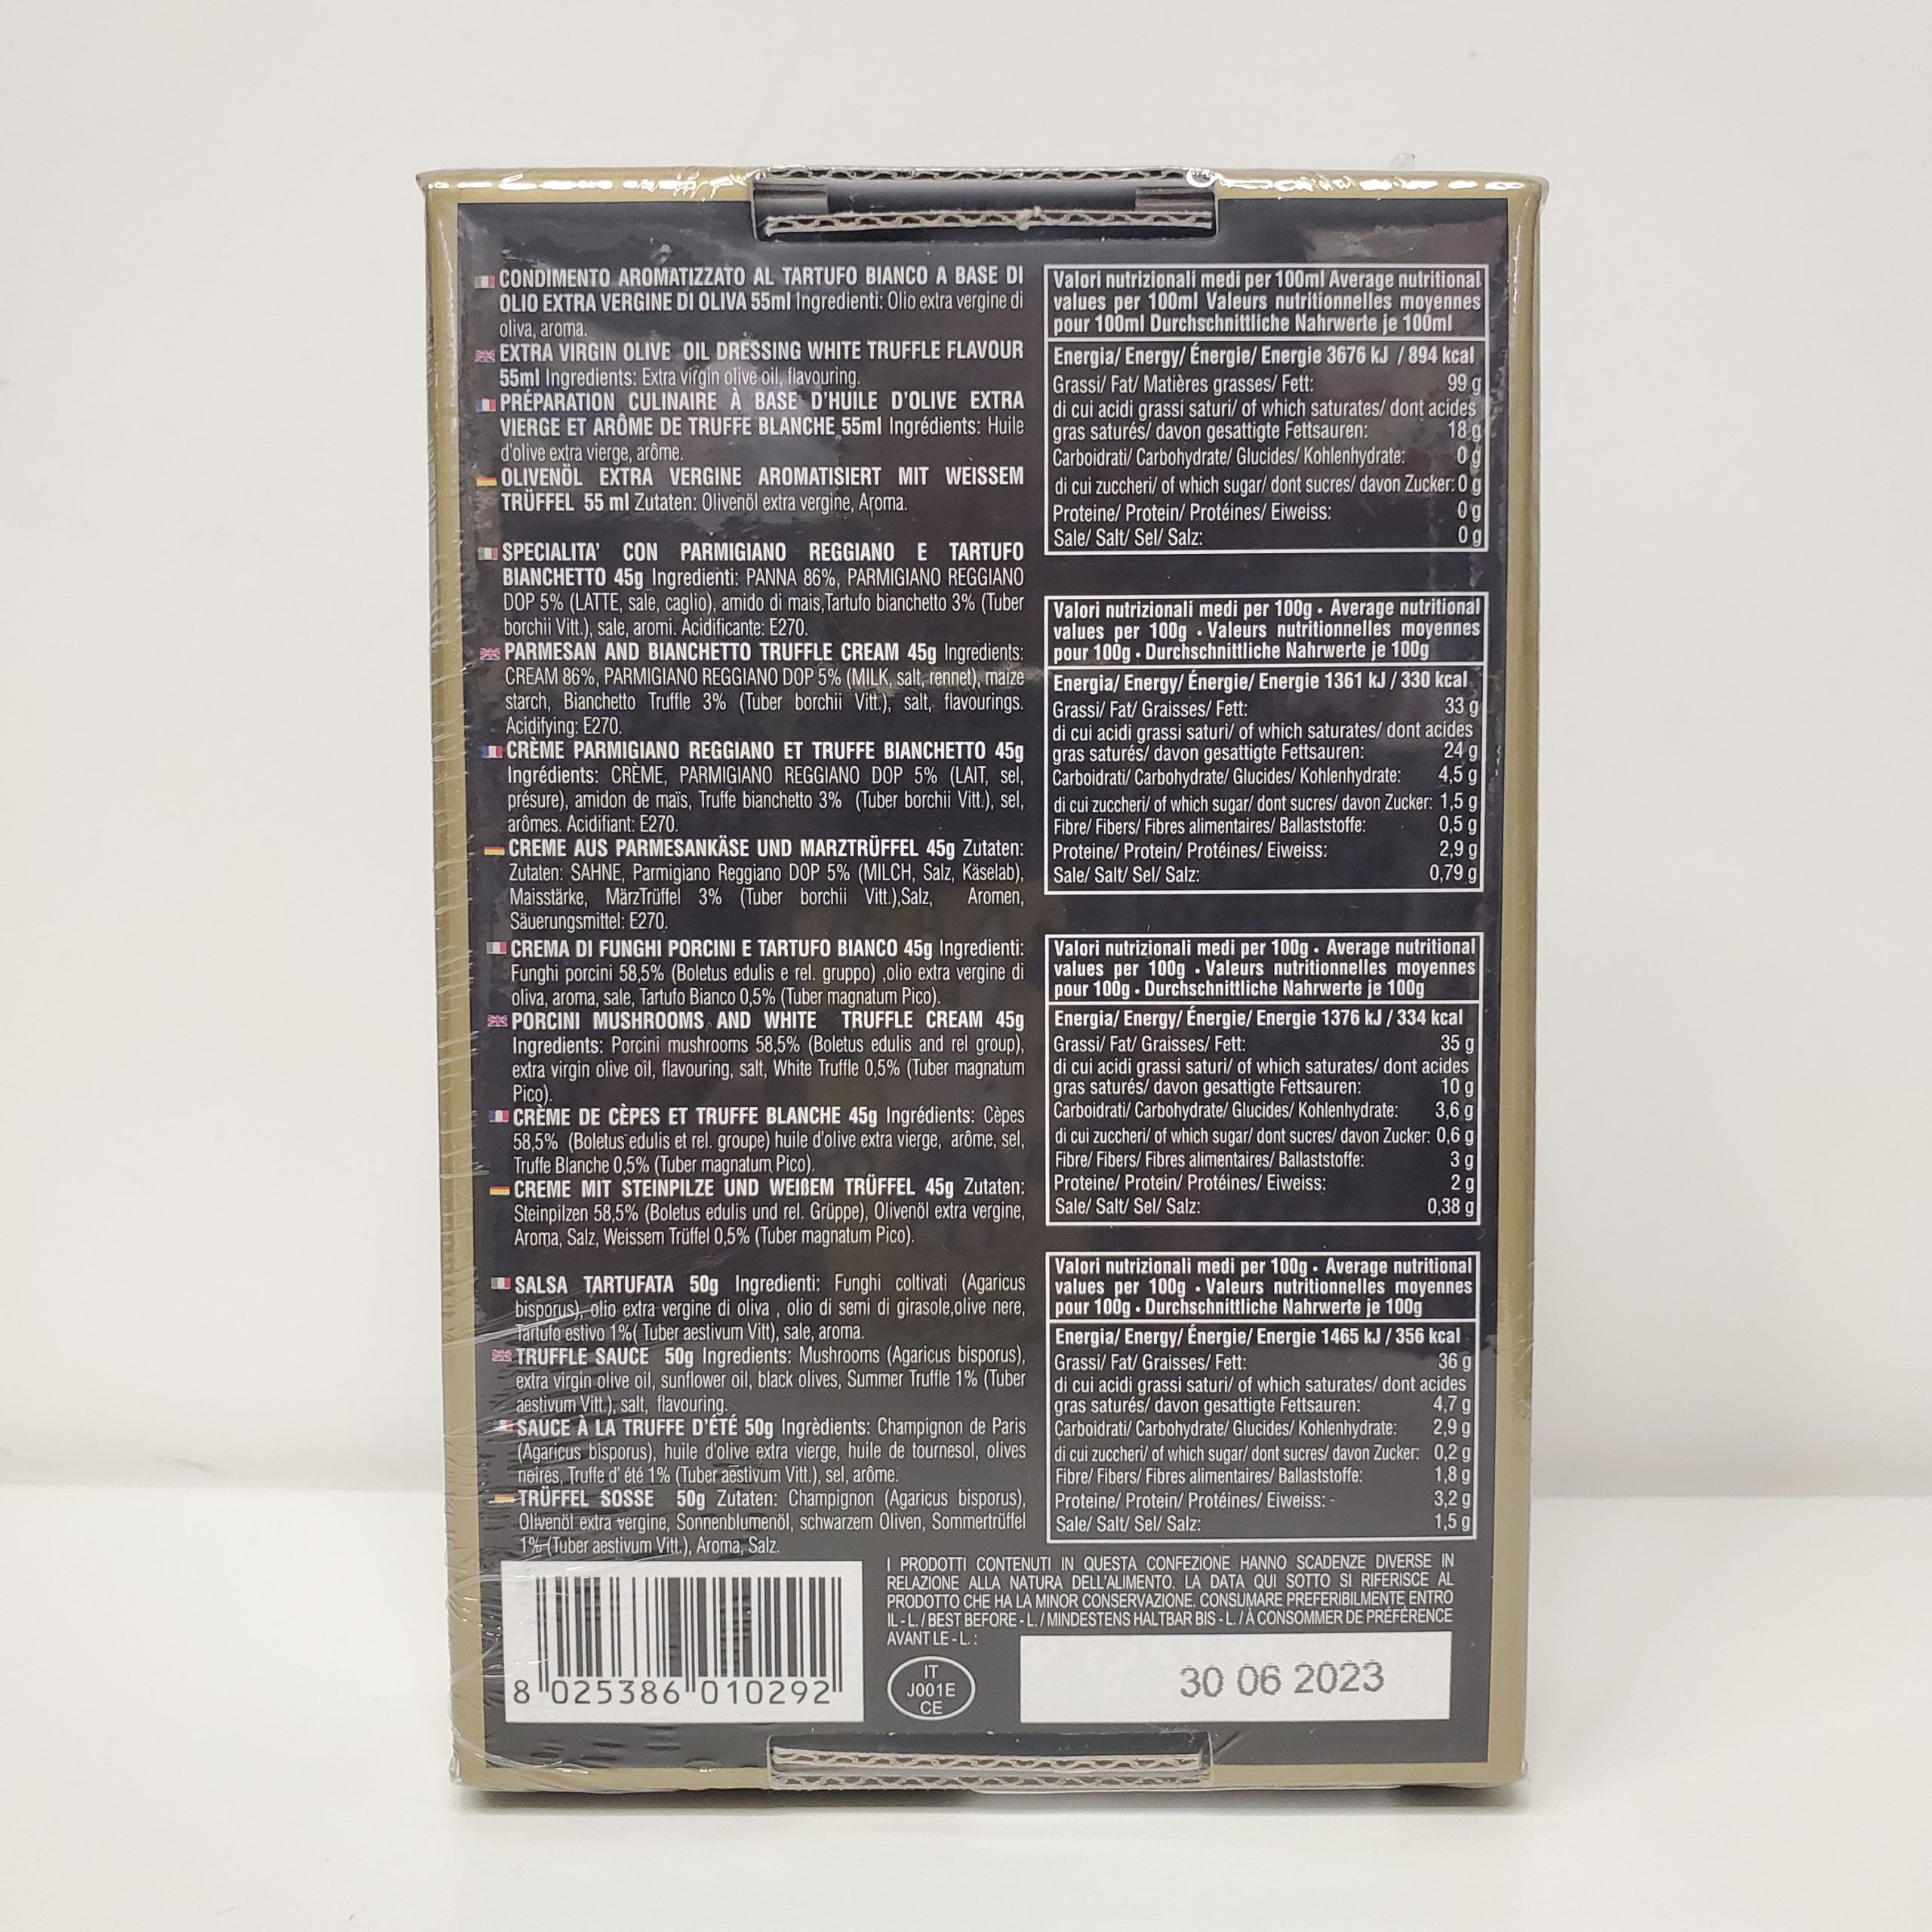 CONDIMENTO AROMATIZZATO AL TARTUFO BIANCO A BASE DI
OLIO EXTRA VERGINE DI OLIVA 55ml Ingredienti: Olio extra vergine di
oliva, aroma.
EXTRA VIRGIN OLIVE OIL DRESSING WHITE TRUFFLE FLAVOUR
55ml Ingredients: Extra virgin olive oil, flavouring.
PRÉPARATION CULINAIRE À BASE D'HUILE D'OLIVE EXTRA
VIERGE ET ARÔME DE TRUFFE BLANCHE 55ml Ingrédients: Huile
d'olive extra vierge, arôme.
OLIVENÖL EXTRA VERGINE AROMATISIERT MIT WEISSEM
TRÜFFEL 55 ml Zutaten: Olivenöl extra vergine, Aroma.
SPECIALITA' CON PARMIGIANO REGGIANO E TARTUFO
BIANCHETTO 45g Ingredienti: PANNA 86%, PARMIGIANO REGGIANO
DOP 5% (LATTE, sale, caglio), amido di mais,Tartufo bianchetto 3% (Tuber
borchii Vitt.), sale, aromi. Acidificante: E270.
PARMESAN AND BIANCHETTO TRUFFLE CREAM 45g Ingredients:
CREAM 86%, PARMIGIANO REGGIANO DOP 5% (MILK, salt, rennet), maize
starch, Bianchetto Truffle 3% (Tuber borchii Vitt.), salt, flavourings.
Acidifying: E270.
CRÈME PARMIGIANO REGGIANO ET TRUFFE BIANCHETTO 45g
Ingrédients: CRÈME, PARMIGIANO REGGIANO DOP 5% (LAIT, sel,
présure), amidon de maïs, Truffe bianchetto 3% (Tuber borchii Vitt.), sel,
arômes. Acidifiant: E270.
CREME AUS PARMESANKÄSE UND MARZTRÜFFEL 45g Zutaten:
Zutaten: SAHNE, Parmigiano Reggiano DOP 5% (MILCH, Salz, Käselab),
Maisstärke, MärzTrüffel 3% (Tuber borchii Vitt.),Salz, Aromen,
Säuerungsmittel: E270.
CREMA DI FUNGHI PORCINI E TARTUFO BIANCO 45g Ingredienti:
Funghi porcini 58,5% (Boletus edulis e rel. gruppo) ,olio extra vergine di
oliva, aroma, sale, Tartufo Bianco 0,5% (Tuber magnatum Pico).
PORCINI MUSHROOMS AND WHITE TRUFFLE CREAM 45g
Ingredients: Porcini mushrooms 58,5% (Boletus edulis and rel group),
extra virgin olive oil, flavouring, salt, White Truffle 0,5% (Tuber magnatum
Pico).
CRÈME DE CÈPES ET TRUFFE BLANCHE 45g Ingrédients: Cèpes
58,5% (Boletus edulis et rel. groupe) huile d'olive extra vierge, arôme, sel,
Truffe Blanche 0,5% (Tuber magnatum Pico).
CREME MIT STEINPILZE UND WEIßEM TRÜFFEL 45g Zutaten:
Steinpilzen 58,5% (Boletus edulis und rel. Grüppe), Olivenöl extra vergine,
Aroma, Salz, Weissem Trüffel 0,5% (Tuber magnatum Pico).
SALSA TARTUFATA 50g Ingredienti: Funghi coltivati (Agaricus
bisporus), olio extra vergine di oliva , olio di semi di girasole,olive nere,
Tartufo estivo 1%( Tuber aestivum Vitt), sale, aroma.
TRUFFLE SAUCE 50g Ingredients: Mushrooms (Agaricus bisporus),
extra virgin olive oil, sunflower oil, black olives, Summer Truffle 1% (Tuber
aestivum Vitt.), salt, flavouring.
SAUCE À LA TRUFFE D'ÉTÉ 50g Ingrèdients: Champignon de Paris
(Agaricus bisporus), huile d'olive extra vierge, huile de tournesol, olives
noires, Truffe d' été 1% (Tuber aestivum Vitt.), sel, arôme.
TRÜFFEL SOSSE 50g Zutaten: Champignon (Agaricus bisporus),
Olivenöl extra vergine, Sonnenblumenöl, schwarzem Oliven, Sommertrüffel
1% (Tuber aestivum Vitt.), Aroma, Salz.
8 025386 010292
Valori nutrizionali medi per 100ml Average nutritional
values per 100ml Valeurs nutritionnelles moyennes
pour 100ml Durchschnittliche Nahrwerte je 100ml
Energia/ Energy/ Énergie/ Energie 3676 kJ / 894 kcal
Grassi/ Fat/ Matières grasses/ Fett: 99 g
di cui acidi grassi saturi/ of which saturates/ dont acides
gras saturés/ davon gesattigte Fettsauren: 18 g
Carboidrati/ Carbohydrate/ Glucides/ Kohlenhydrate: 0 g
di cui zuccheri/ of which sugar/ dont sucres/ davon Zucker: 0 g
Proteine/ Protein/ Protéines/ Eiweiss: 0 g
Sale/ Salt/ Sel/ Salz: 0 g
Valori nutrizionali medi per 100g • Average nutritional
values per 100g • Valeurs nutritionnelles moyennes
pour 100g • Durchschnittliche Nahrwerte je 100g
Energia/ Energy/ Énergie/ Energie 1361 kJ / 330 kcal
Grassi/ Fat/ Graisses/ Fett: 33 g
di cui acidi grassi saturi/ of which saturates/ dont acides
gras saturés/ davon gesattigte Fettsauren: 24 g
Carboidrati/ Carbohydrate/ Glucides/ Kohlenhydrate: 4,5 g
di cui zuccheri/ of which sugar/ dont sucres/ davon Zucker: 1,5 g
Fibre/ Fibers/ Fibres alimentaires/ Ballaststoffe: 0,5 g
Proteine/ Protein/ Protéines/ Eiweiss: 2,9 g
Sale/ Salt/ Sel/ Salz: 0,79 g
Valori nutrizionali medi per 100g • Average nutritional
values per 100g • Valeurs nutritionnelles moyennes
pour 100g • Durchschnittliche Nahrwerte je 100g
Energia/ Energy/ Énergie/ Energie 1376 kJ / 334 kcal
Grassi/ Fat/ Graisses/ Fett: 35 g
di cui acidi grassi saturi/ of which saturates/ dont acides
gras saturés/ davon gesattigte Fettsauren: 10 g
Carboidrati/ Carbohydrate/ Glucides/ Kohlenhydrate: 3,6 g
di cui zuccheri/ of which sugar/ dont sucres/ davon Zucker: 0,6 g
Fibre/ Fibers/ Fibres alimentaires/ Ballaststoffe: 3 g
Proteine/ Protein/ Protéines/ Eiweiss: 2 g
Sale/ Salt/ Sel/ Salz: 0,38 g
Valori nutrizionali medi per 100g • Average nutritional
values per 100g • Valeurs nutritionnelles moyennes
pour 100g • Durchschnittliche Nahrwerte je 100g
Energia/ Energy/ Énergie/ Energie 1465 kJ / 356 kcal
Grassi/ Fat/ Graisses/ Fett: 36 g
di cui acidi grassi saturi/ of which saturates/ dont acides
gras saturés/ davon gesattigte Fettsauren: 4,7 g
Carboidrati/ Carbohydrate/ Glucides/ Kohlenhydrate: 2,9 g
di cui zuccheri/ of which sugar/ dont sucres/ davon Zucker: 0,2 g
Fibre/ Fibers/ Fibres alimentaires/ Ballaststoffe: 1,8 g
Proteine/ Protein/ Protéines/ Eiweiss: - 3,2 g
Sale/ Salt/ Sel/ Salz: 1,5 g
I PRODOTTI CONTENUTI IN QUESTA CONFEZIONE HANNO SCADENZE DIVERSE IN
RELAZIONE ALLA NATURA DELL'ALIMENTO. LA DATA QUI SOTTO SI RIFERISCE AL
PRODOTTO CHE HA LA MINOR CONSERVAZIONE. CONSUMARE PREFERIBILMENTE ENTRO
IL - L. / BEST BEFORE - L. / MINDESTENS HALTBAR BIS - L. / À CONSOMMER DE PRÉFÉRENCE
AVANT LE - L. :
IT
J001E
CE
30 06 2023